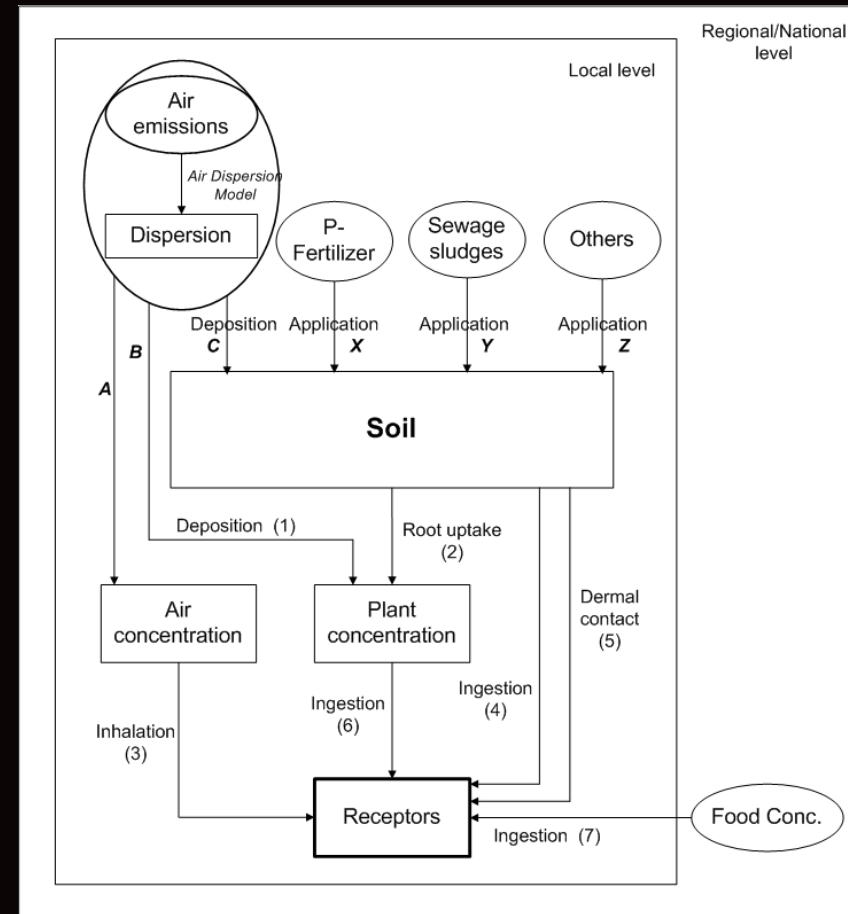 Regional/National
level
Local level
Air
emissions
Air Dispersion
Model
Dispersion
P-
Fertilizer
Sewage
sludges
Others
Deposition
C
Application
X
Application
Y
Application
Z
B
A
Soil
Deposition (1)
Root uptake
(2)
Air
concentration
Plant
concentration
Dermal
contact
(5)
Ingestion
(4)
Ingestion
(6)
Inhalation
(3)
Receptors
Food Conc.
Ingestion (7)